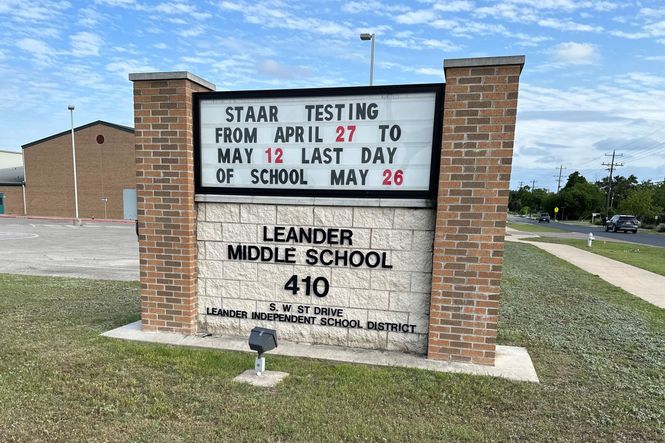 STAAR TESTING
FROM APRIL 27 TO
MAY 12 LAST DAY
OF SCHOOL MAY 26
LEANDER
MIDDLE SCHOOL
410
S. W ST DRIVE
LEANDER INDEPENDENT SCHOOL DISTRICT